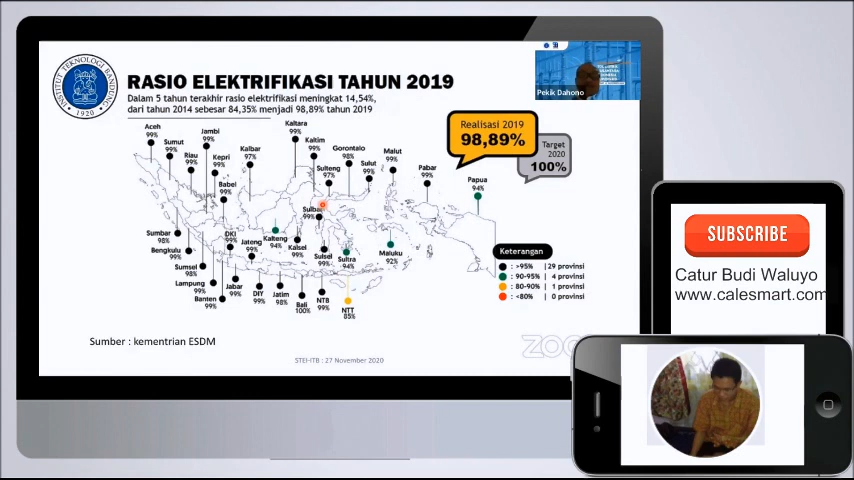 INSTITUT TEKNOLOGI BANDUNG
1920
RASIO ELEKTRIFIKASI TAHUN 2019
Dalam 5 tahun terakhir rasio elektrifikasi meningkat 14,54%,
dari tahun 2014 sebesar 84,35% menjadi 98,89% tahun 2019
Pekik Dahono
Realisasi 2019
98,89%
Target
2020
100%
Aceh
99%
Sumut
99%
Riau
99%
Jambi
99%
Kepri
99%
Babel
99%
Kalbar
97%
Kaltara
99%
Kaltim
99%
Sulteng
97%
Gorontalo
98%
Sulut
99%
Malut
99%
Pabar
99%
Papua
94%
Sulbar
99%
Sumbar
98%
Bengkulu
99%
Sumsel
98%
Lampung
99%
Banten
99%
DKI
99%
Jabar
99%
Jateng
99%
DIY
99%
Jatim
98%
Kalteng
94%
Kalsel
99%
Bali
100%
NTB
99%
Sulsel
99%
Sultra
94%
NTT
85%
Maluku
92%
Keterangan
: >95% | 29 provinsi
: 90-95% | 4 provinsi
: 80-90% | 1 provinsi
: <80% | 0 provinsi
Sumber : kementrian ESDM
STEI-ITB : 27 November 2020
SUBSCRIBE
Catur Budi Waluyo
www.calesmart.com